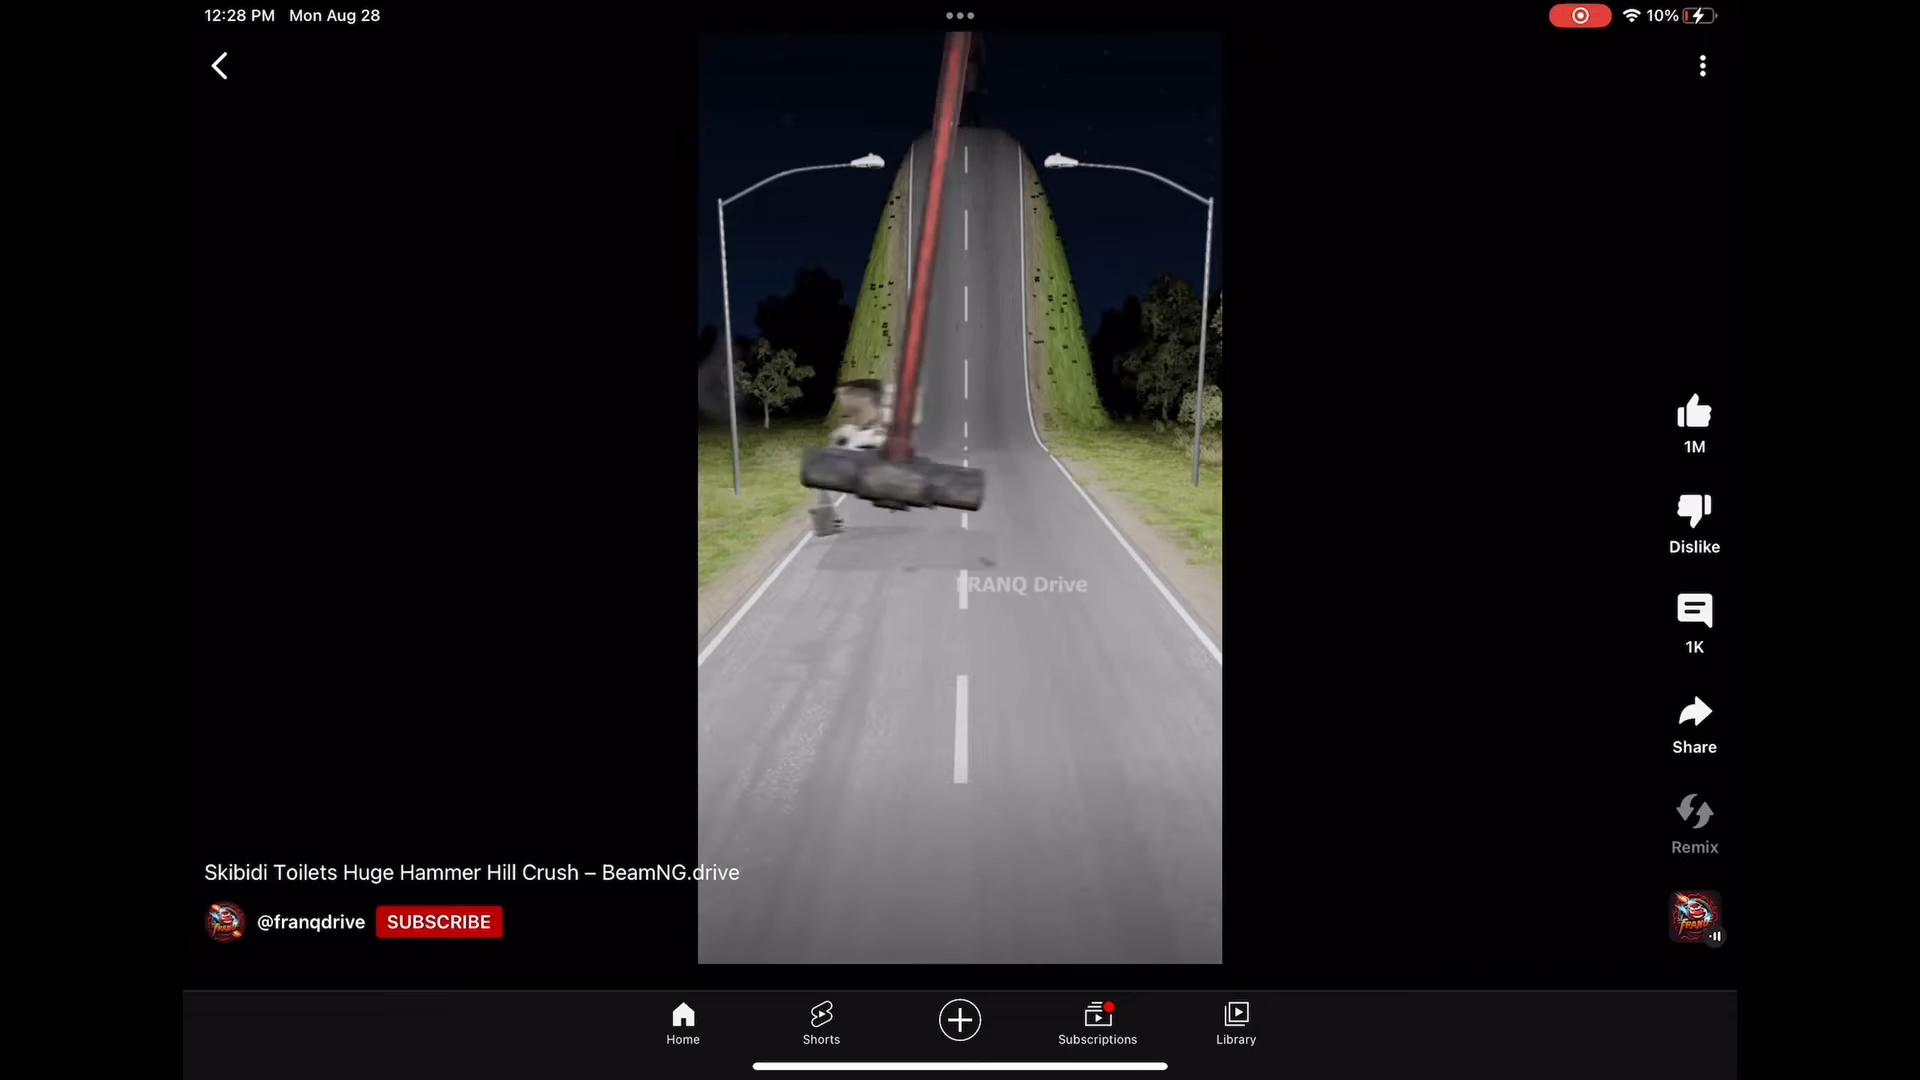 12:28 PM Mon Aug 28
10%
1M
Dislike
RANQ Drive
1K
Share
Remix
Skibidi Toilets Huge Hammer Hill Crush – BeamNG.drive
@franqdrive SUBSCRIBE
FRANQ
Home Shorts Subscriptions Library